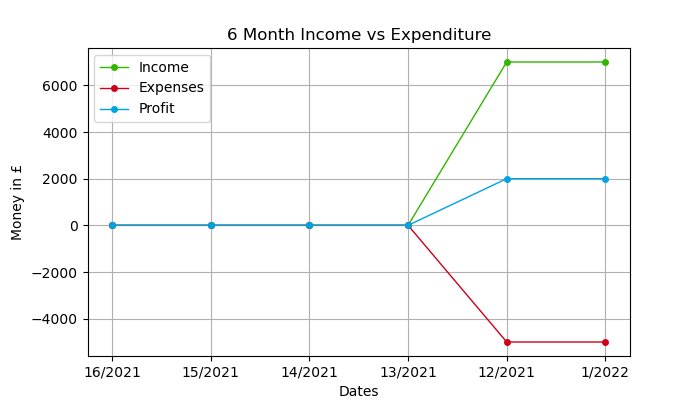 6 Month Income vs Expenditure
Income
Expenses
Profit
6000
4000
2000
0
−2000
−4000
Money in £
16/2021 15/2021 14/2021 13/2021 12/2021 1/2022
Dates